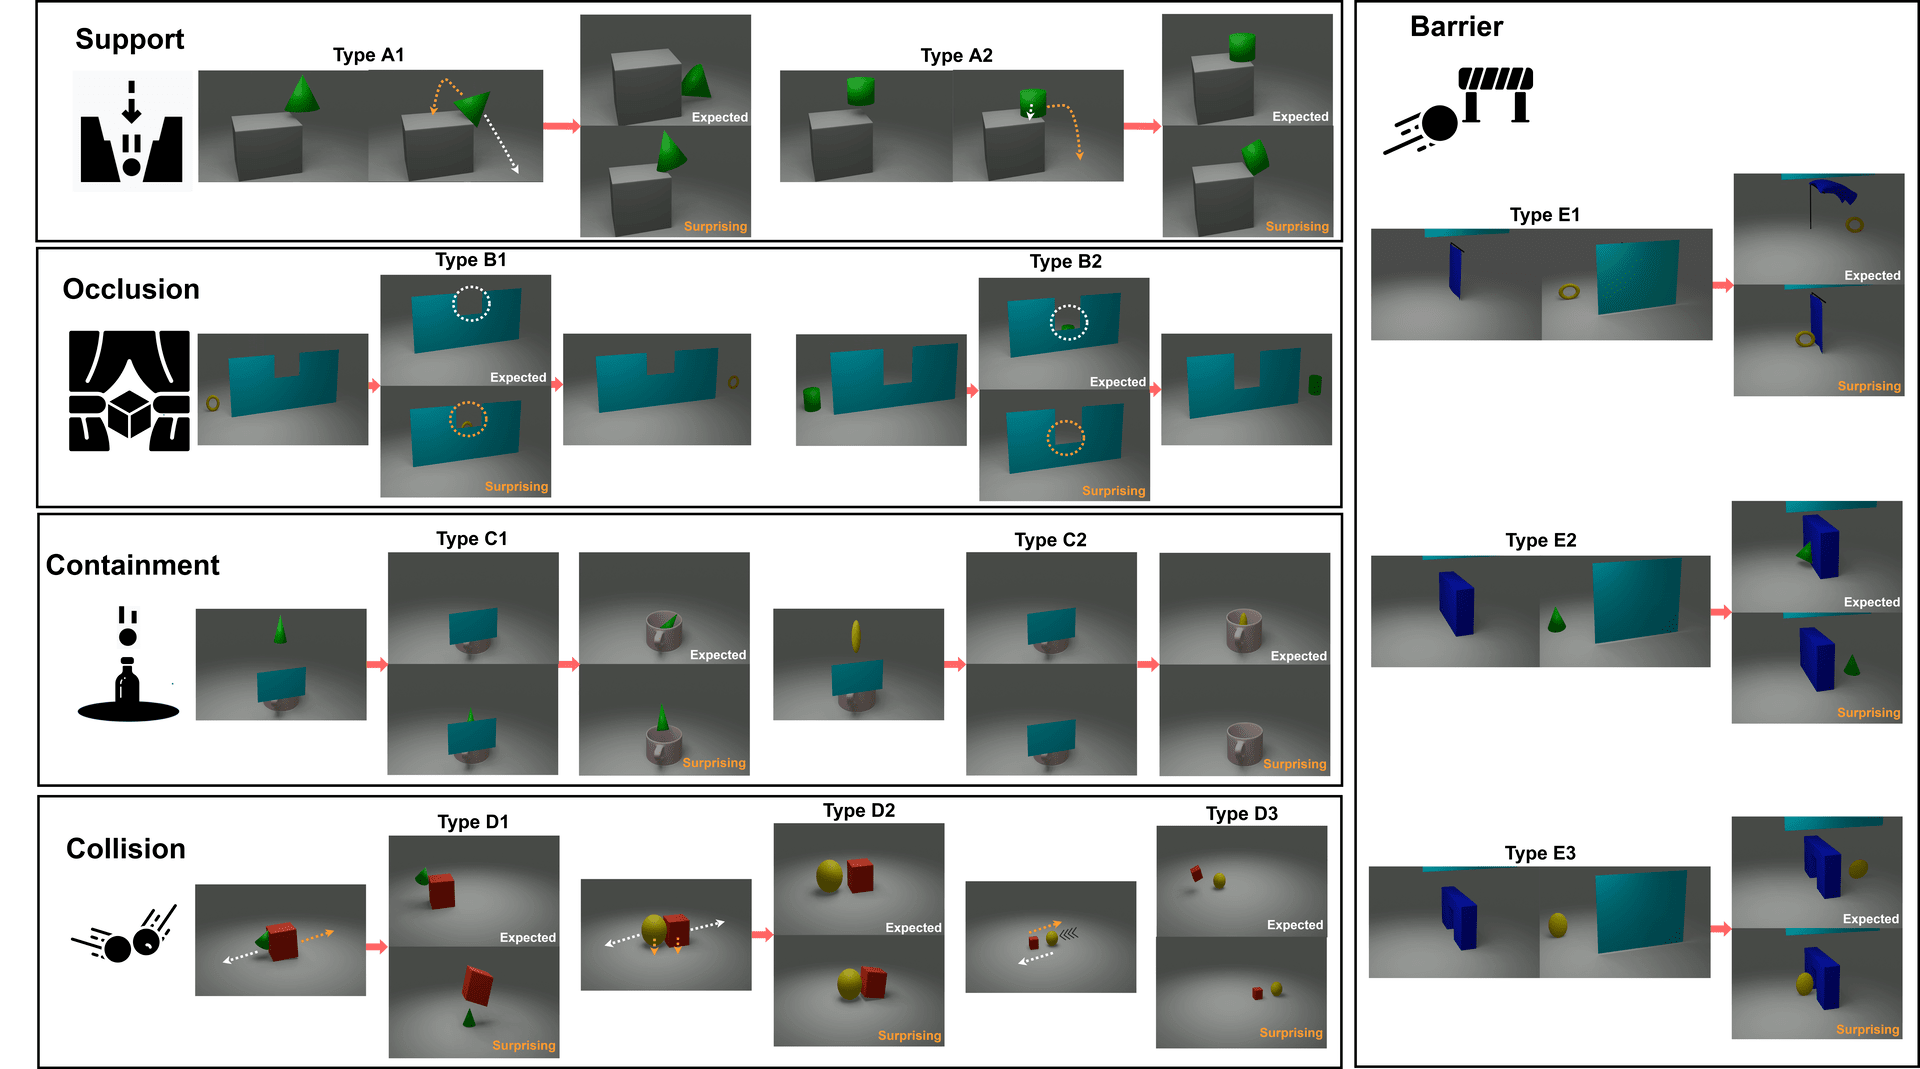 Support
Type A1
Expected
Surprising
Type A2
Expected
Surprising
Occlusion
Type B1
Expected
Surprising
Type B2
Expected
Surprising
Containment
Type C1
Expected
Surprising
Type C2
Expected
Surprising
Collision
Type D1
Expected
Surprising
Type D2
Expected
Surprising
Type D3
Expected
Surprising
Barrier
Type E1
Expected
Surprising
Type E2
Expected
Surprising
Type E3
Expected
Surprising